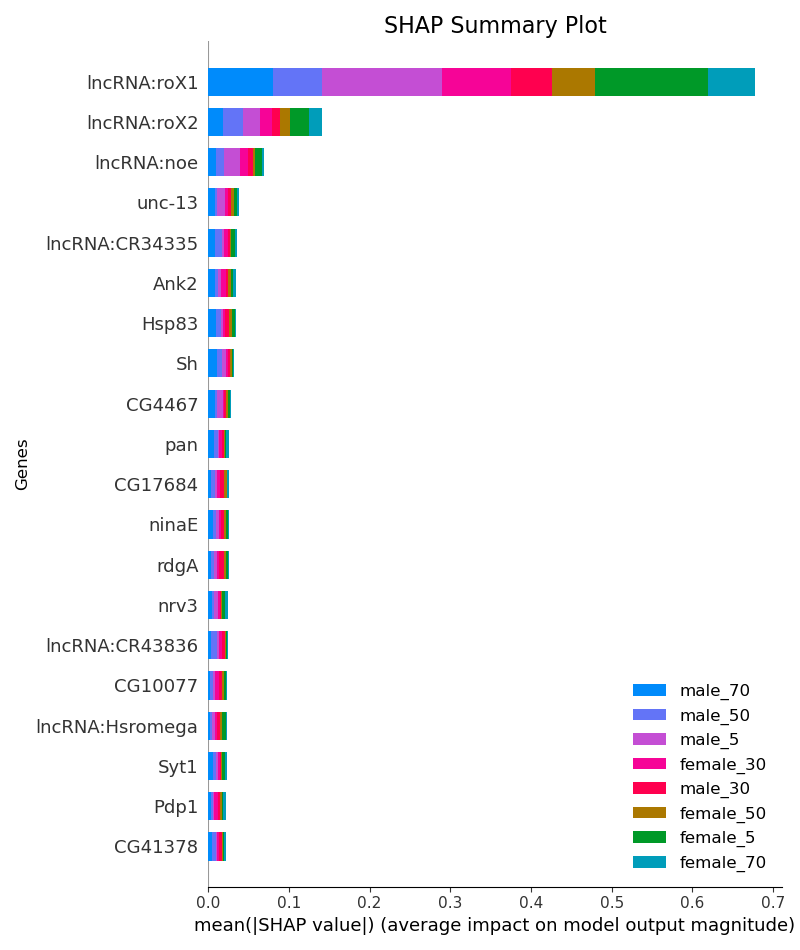 SHAP Summary Plot
Genes
lncRNA:roX1
lncRNA:roX2
lncRNA:noe
unc-13
lncRNA:CR34335
Ank2
Hsp83
Sh
CG4467
pan
CG17684
ninaE
rdgA
nrv3
lncRNA:CR43836
CG10077
lncRNA:Hsromega
Syt1
Pdp1
CG41378
male_70
male_50
male_5
female_30
male_30
female_50
female_5
female_70
0.0 0.1 0.2 0.3 0.4 0.5 0.6 0.7
mean(|SHAP value|) (average impact on model output magnitude)